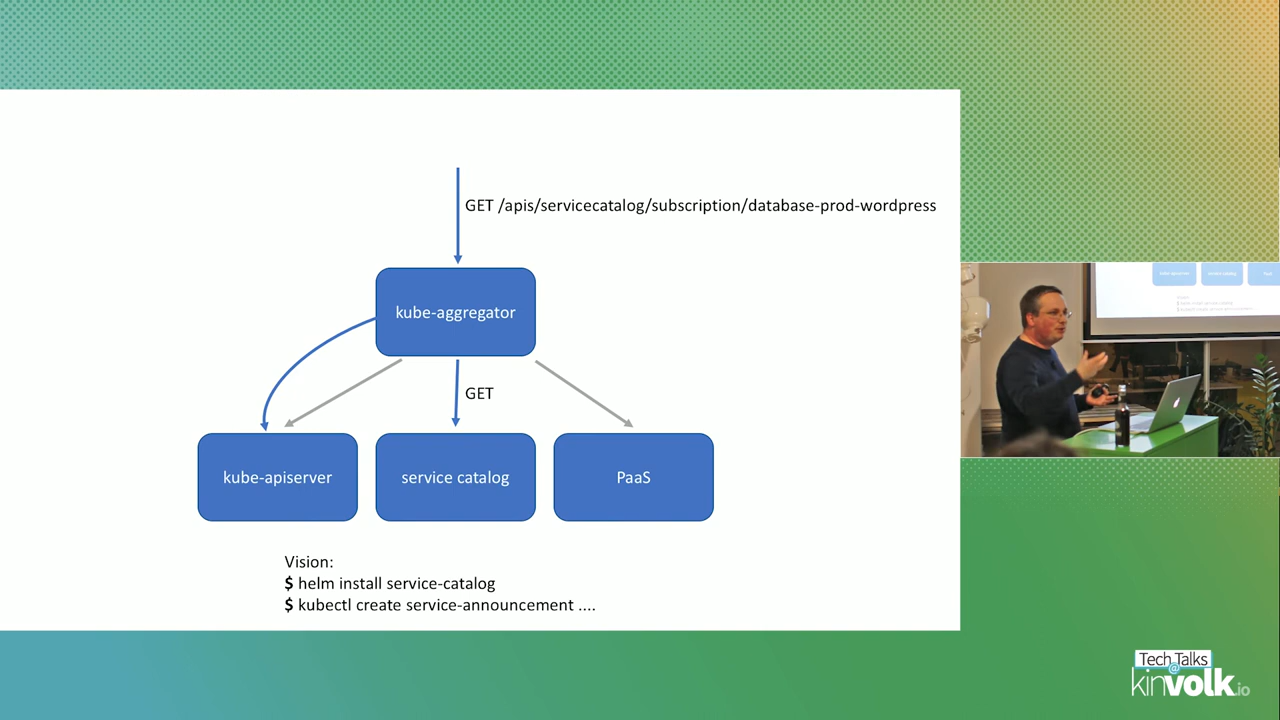 GET /apis/servicecatalog/subscription/database-prod-wordpress
kube-aggregator
GET
kube-apiserver
service catalog
PaaS
Vision:
$ helm install service-catalog
$ kubectl create service-announcement ....
Tech Talks
@
kinvolk.io